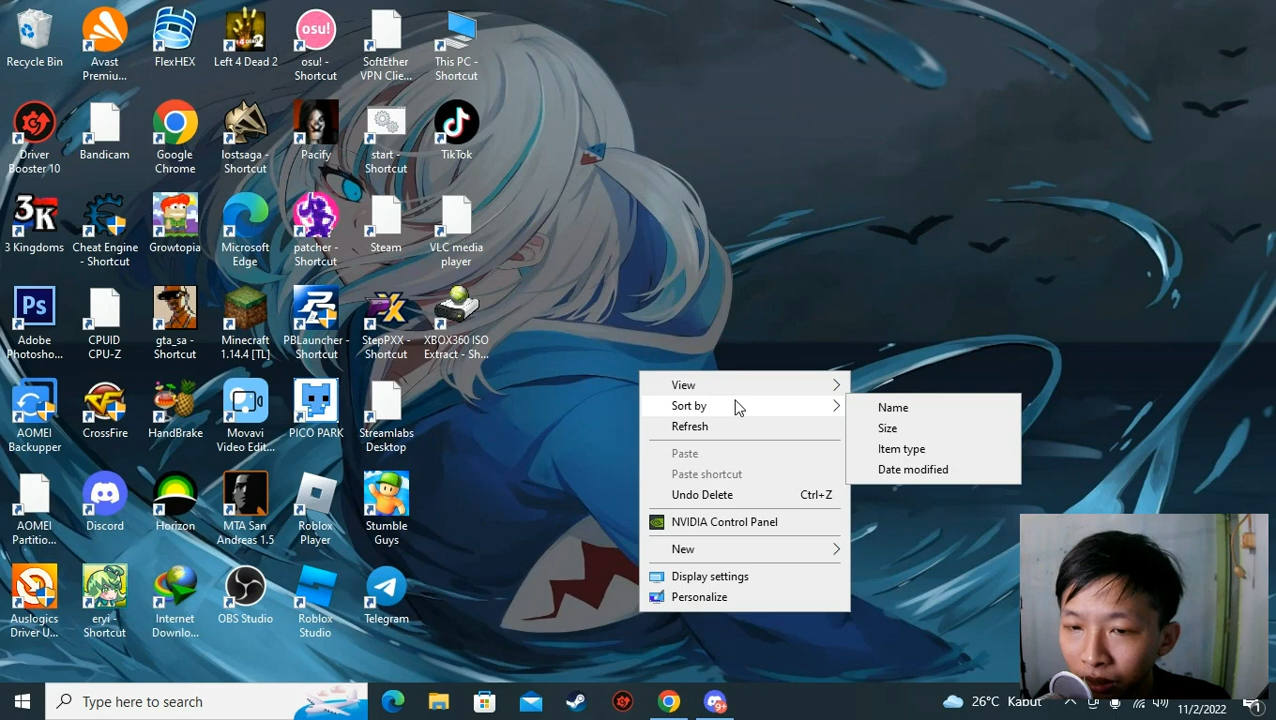 Recycle Bin
Avast
Premiu...
FlexHEX
Left 4 Dead 2
osu!
osu! -
Shortcut
SoftEther
VPN Clie...
This PC -
Shortcut
Driver
Booster 10
Bandicam
Google
Chrome
lostsaga -
Shortcut
Pacify
start -
Shortcut
TikTok
3K
3 Kingdoms
Cheat Engine
- Shortcut
Growtopia
Microsoft
Edge
patcher -
Shortcut
Steam
VLC media
player
Ps
Adobe
Photosho...
CPUID
CPU-Z
gta_sa -
Shortcut
Minecraft
1.14.4 [TL]
PBLauncher -
Shortcut
StepPXX -
Shortcut
XBOX360 ISO
Extract - Sh...
AOMEI
Backupper
CF
CrossFire
HandBrake
Movavi
Video Edit...
PICO PARK
Streamlabs
Desktop
AOMEI
Partitio...
Discord
Horizon
MTA San
Andreas 1.5
Roblox
Player
Stumble
Guys
Auslogics
Driver U...
eryi -
Shortcut
Internet
Downlo...
OBS Studio
Roblox
Studio
Telegram
View
Sort by
Refresh
Paste
Paste shortcut
Undo Delete Ctrl+Z
NVIDIA Control Panel
New
Display settings
Personalize
Name
Size
Item type
Date modified
Type here to search
9+
26°C Kabut
11/2/2022
1